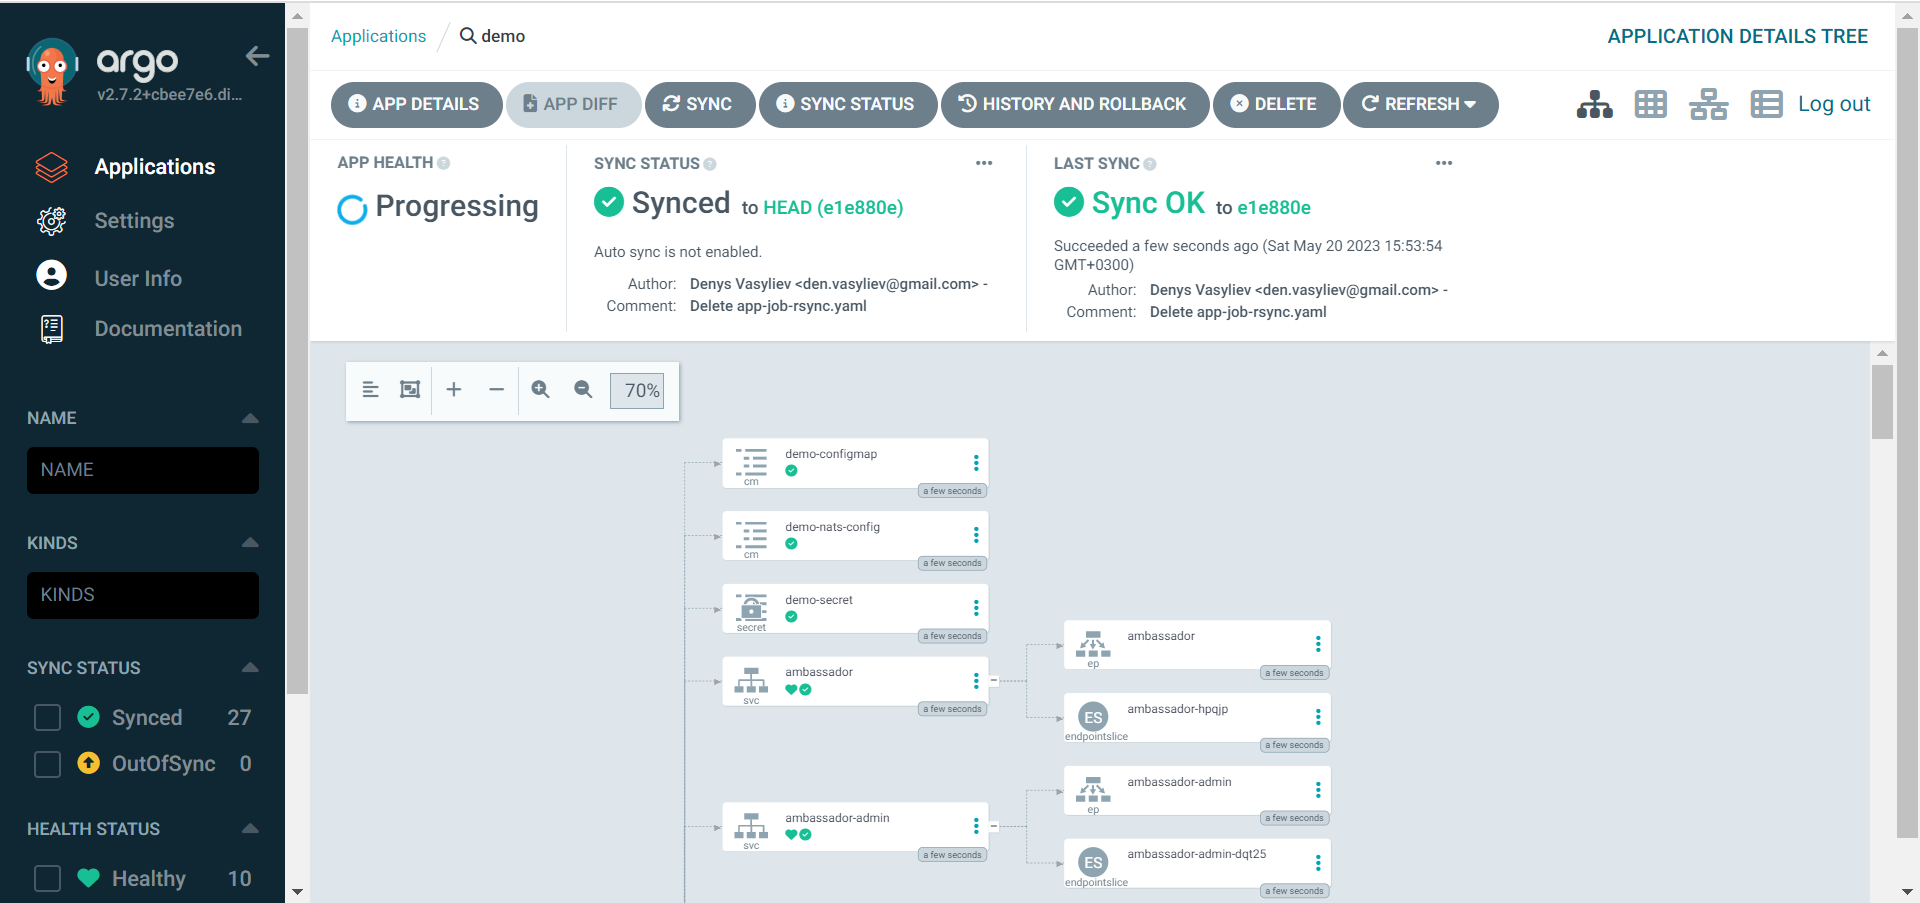 argo
v2.7.2+cbee7e6.di...
Applications
Settings
User Info
Documentation
NAME
NAME
KINDS
KINDS
SYNC STATUS
Synced 27
OutOfSync 0
HEALTH STATUS
Healthy 10
Applications / demo
APPLICATION DETAILS TREE
APP DETAILS
APP DIFF
SYNC
SYNC STATUS
HISTORY AND ROLLBACK
DELETE
REFRESH
Log out
APP HEALTH
Progressing
SYNC STATUS
Synced to HEAD (e1e880e)
Auto sync is not enabled.
Author: Denys Vasyliev <den.vasyliev@gmail.com> -
Comment: Delete app-job-rsync.yaml
LAST SYNC
Sync OK to e1e880e
Succeeded a few seconds ago (Sat May 20 2023 15:53:54
GMT+0300)
Author: Denys Vasyliev <den.vasyliev@gmail.com> -
Comment: Delete app-job-rsync.yaml
70%
demo-configmap
cm
a few seconds
demo-nats-config
cm
a few seconds
demo-secret
secret
a few seconds
ambassador
svc
a few seconds
ambassador
ep
a few seconds
ES
ambassador-hpqjp
endpointslice
a few seconds
ambassador-admin
svc
a few seconds
ambassador-admin
ep
a few seconds
ES
ambassador-admin-dqt25
endpointslice
a few seconds